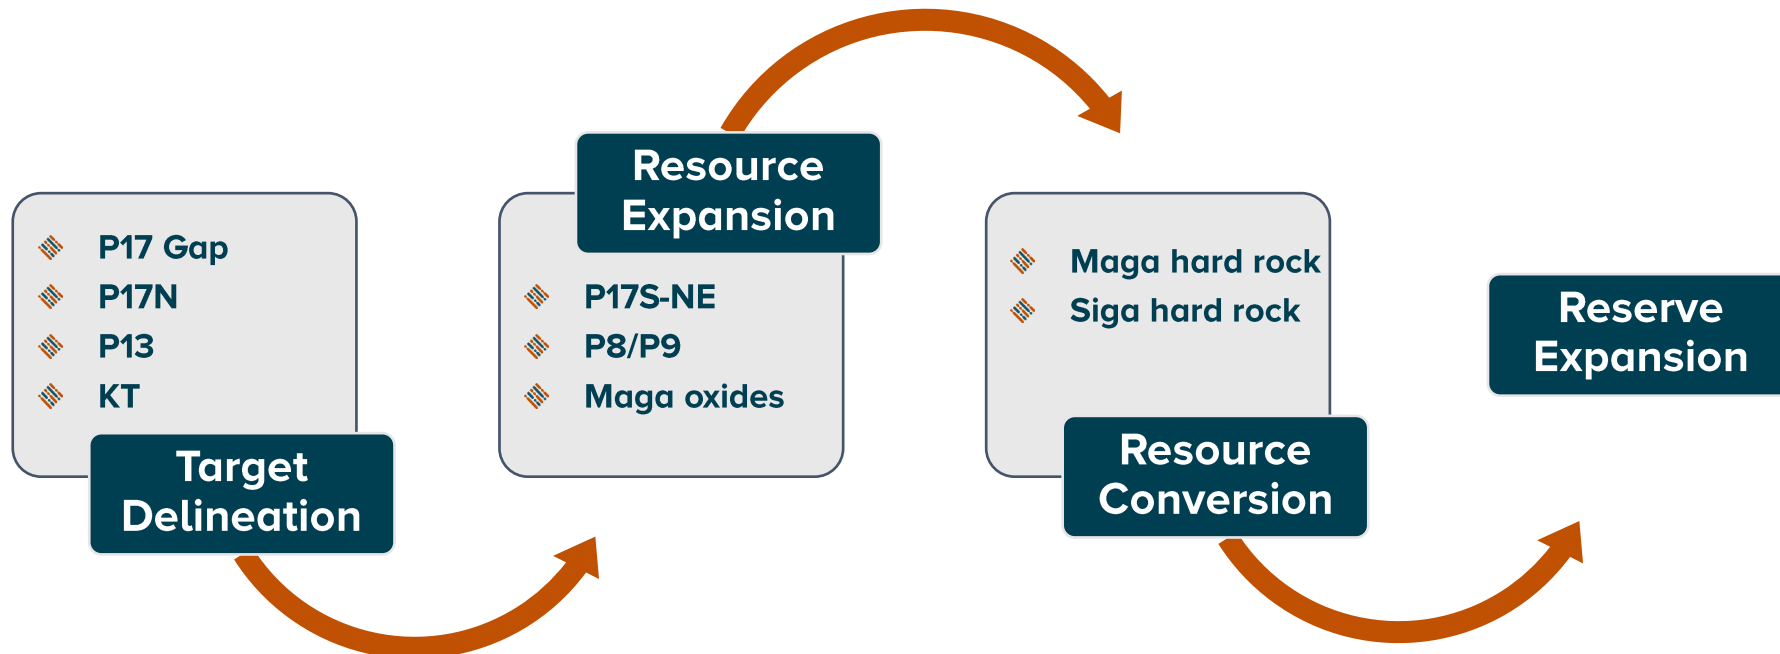 P17 Gap
P17N
P13
KT
Target
Delineation
Resource
Expansion
P17S-NE
P8/P9
Maga oxides
Maga hard rock
Siga hard rock
Resource
Conversion
Reserve
Expansion